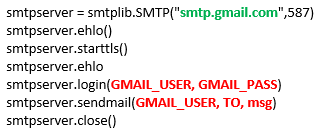 smtpserver = smtplib.SMTP("smtp.gmail.com",587)
smtpserver.ehlo()
smtpserver.starttls()
smtpserver.ehlo
smtpserver.login(GMAIL_USER, GMAIL_PASS)
smtpserver.sendmail(GMAIL_USER, TO, msg)
smtpserver.close()